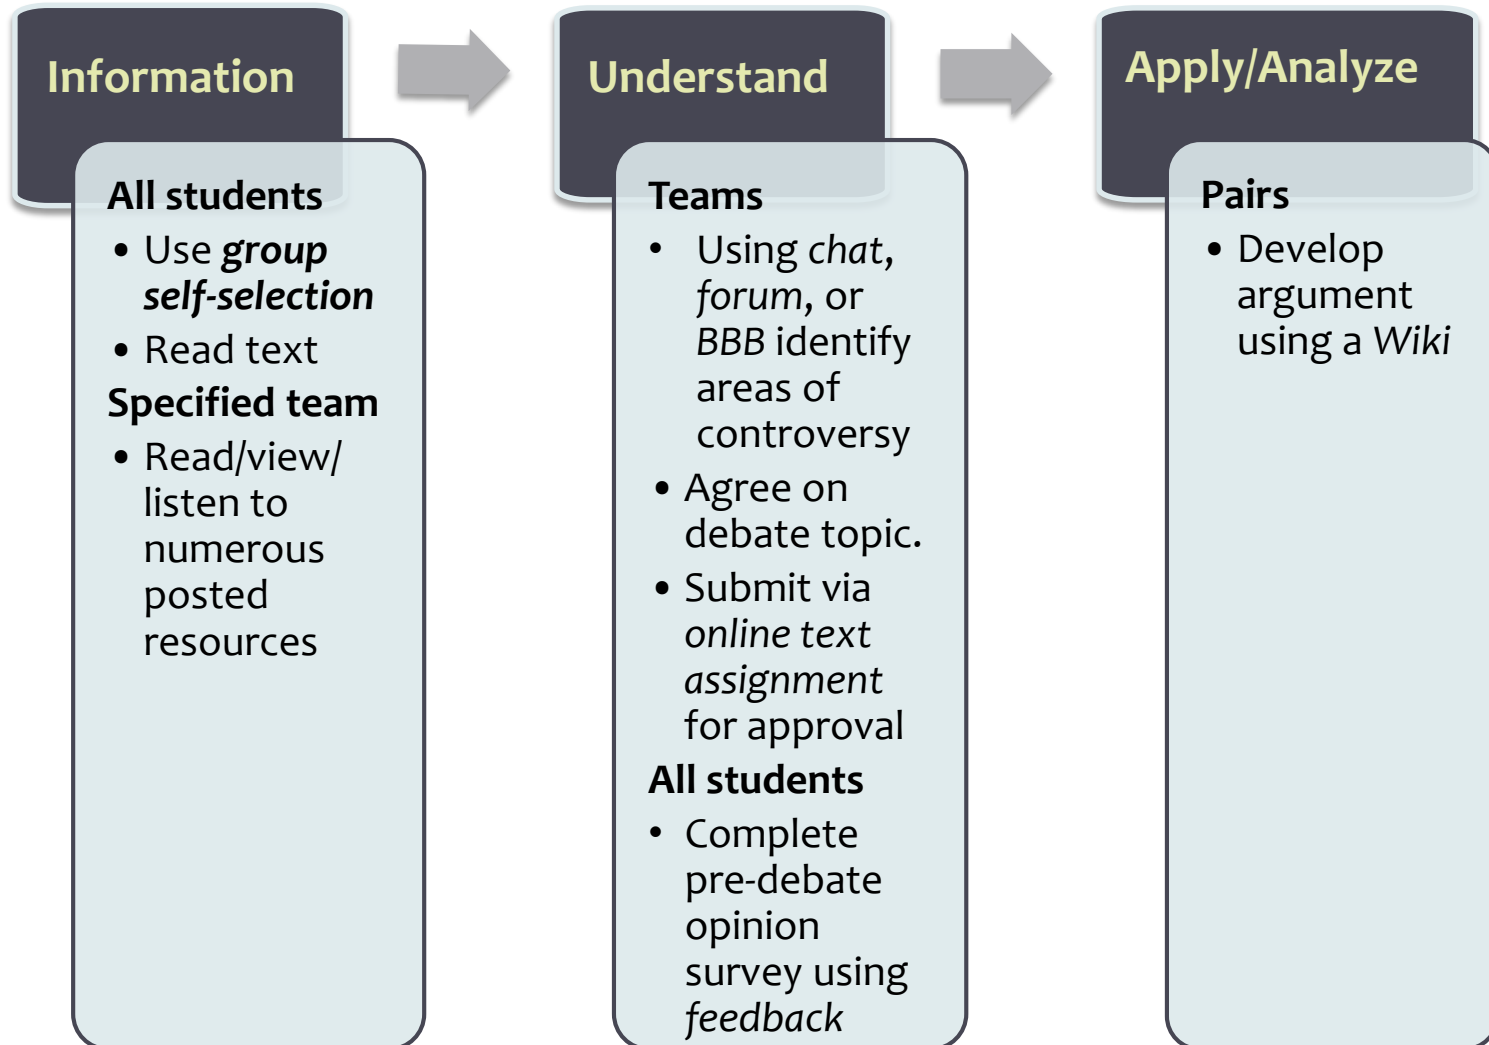 Information
All students
• Use group
self-selection
• Read text
Specified team
• Read/view/
listen to
numerous
posted
resources
Understand
Teams
• Using chat,
forum, or
BBB identify
areas of
controversy
• Agree on
debate topic.
• Submit via
online text
assignment
for approval
All students
• Complete
pre-debate
opinion
survey using
feedback
Apply/Analyze
Pairs
• Develop
argument
using a Wiki